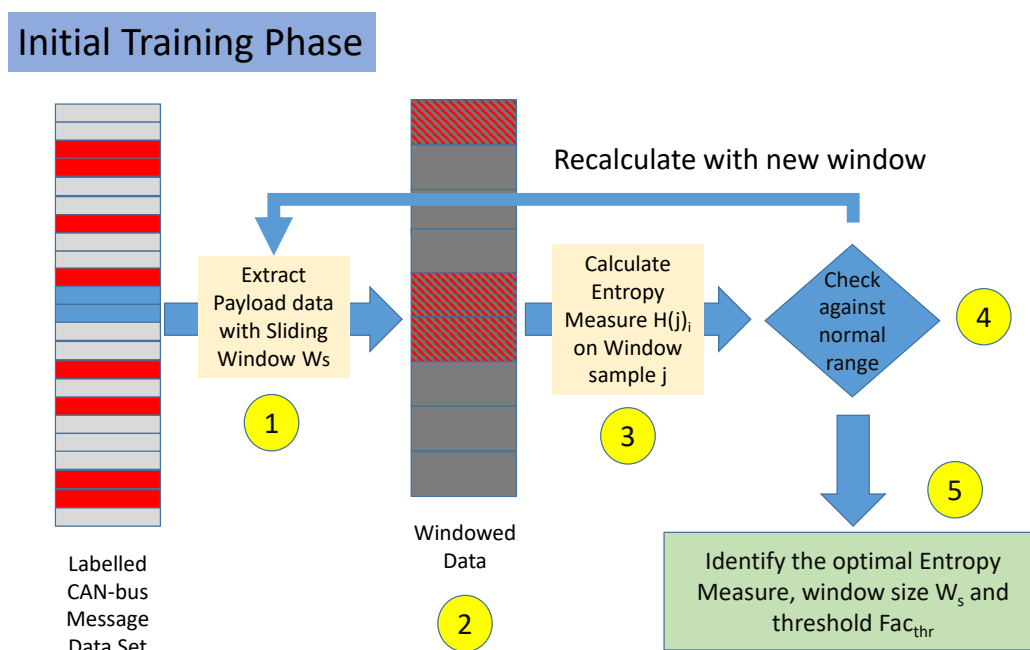 Initial Training Phase
Recalculate with new window
Extract
Payload data
with Sliding
Window Ws
1
Calculate
Entropy
Measure H(j)ᵢ
on Window
sample j
3
Check
against
normal
range
4
5
Labelled
CAN-bus
Message
Data Set
Windowed
Data
2
Identify the optimal Entropy
Measure, window size Wₛ and
threshold Facₜₕᵣ